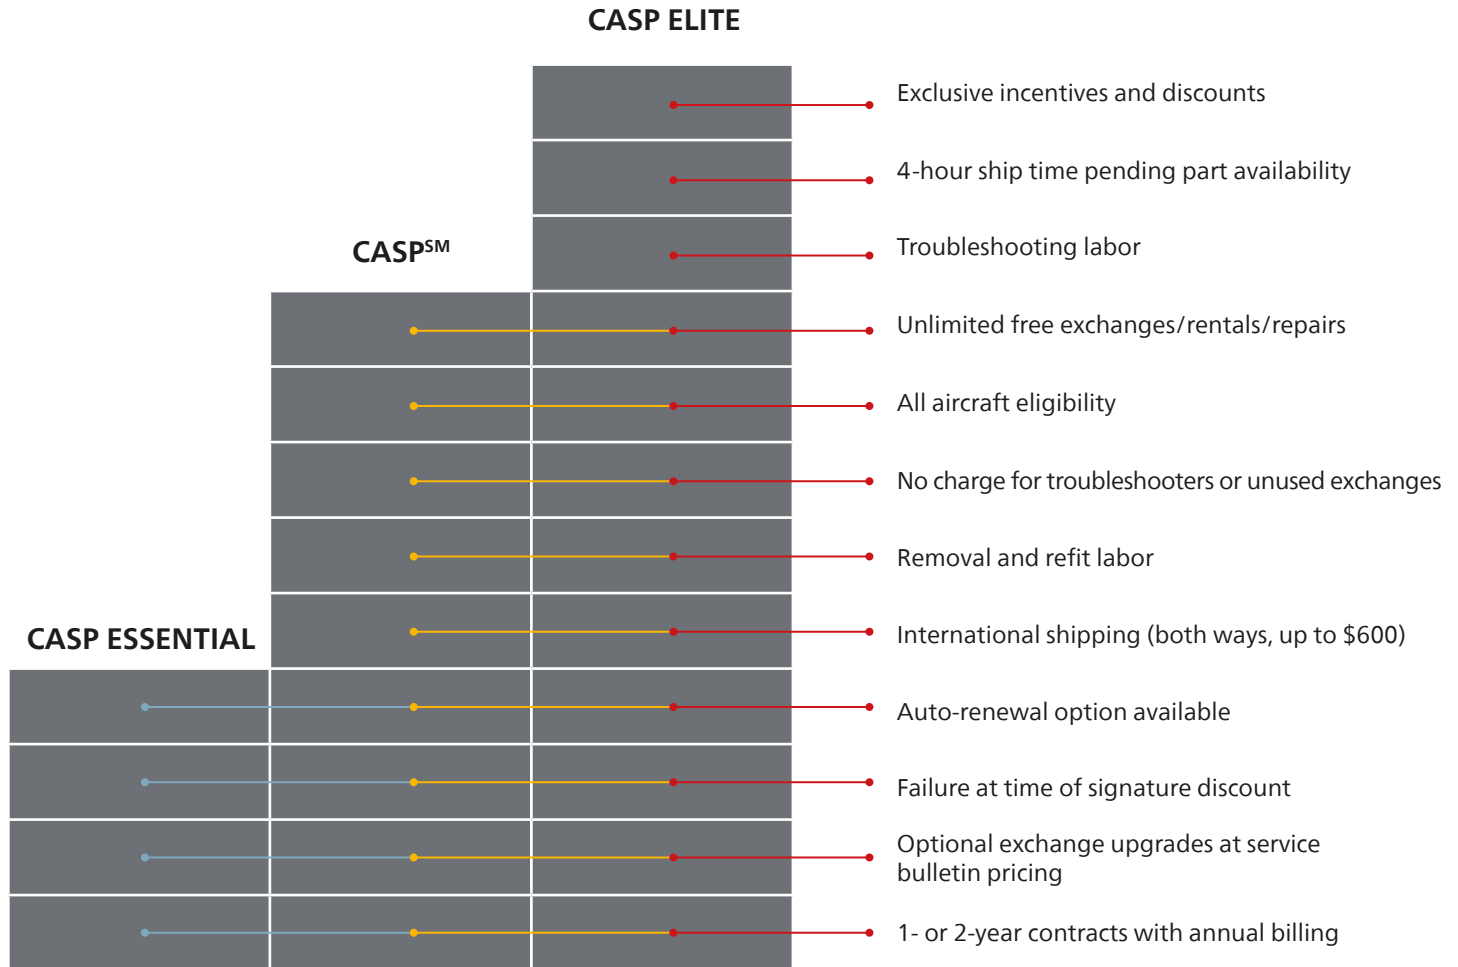 CASP ELITE
Exclusive incentives and discounts
4-hour ship time pending part availability
CASP℠
Troubleshooting labor
Unlimited free exchanges/rentals/repairs
All aircraft eligibility
No charge for troubleshooters or unused exchanges
Removal and refit labor
CASP ESSENTIAL
International shipping (both ways, up to $600)
Auto-renewal option available
Failure at time of signature discount
Optional exchange upgrades at service
bulletin pricing
1- or 2-year contracts with annual billing